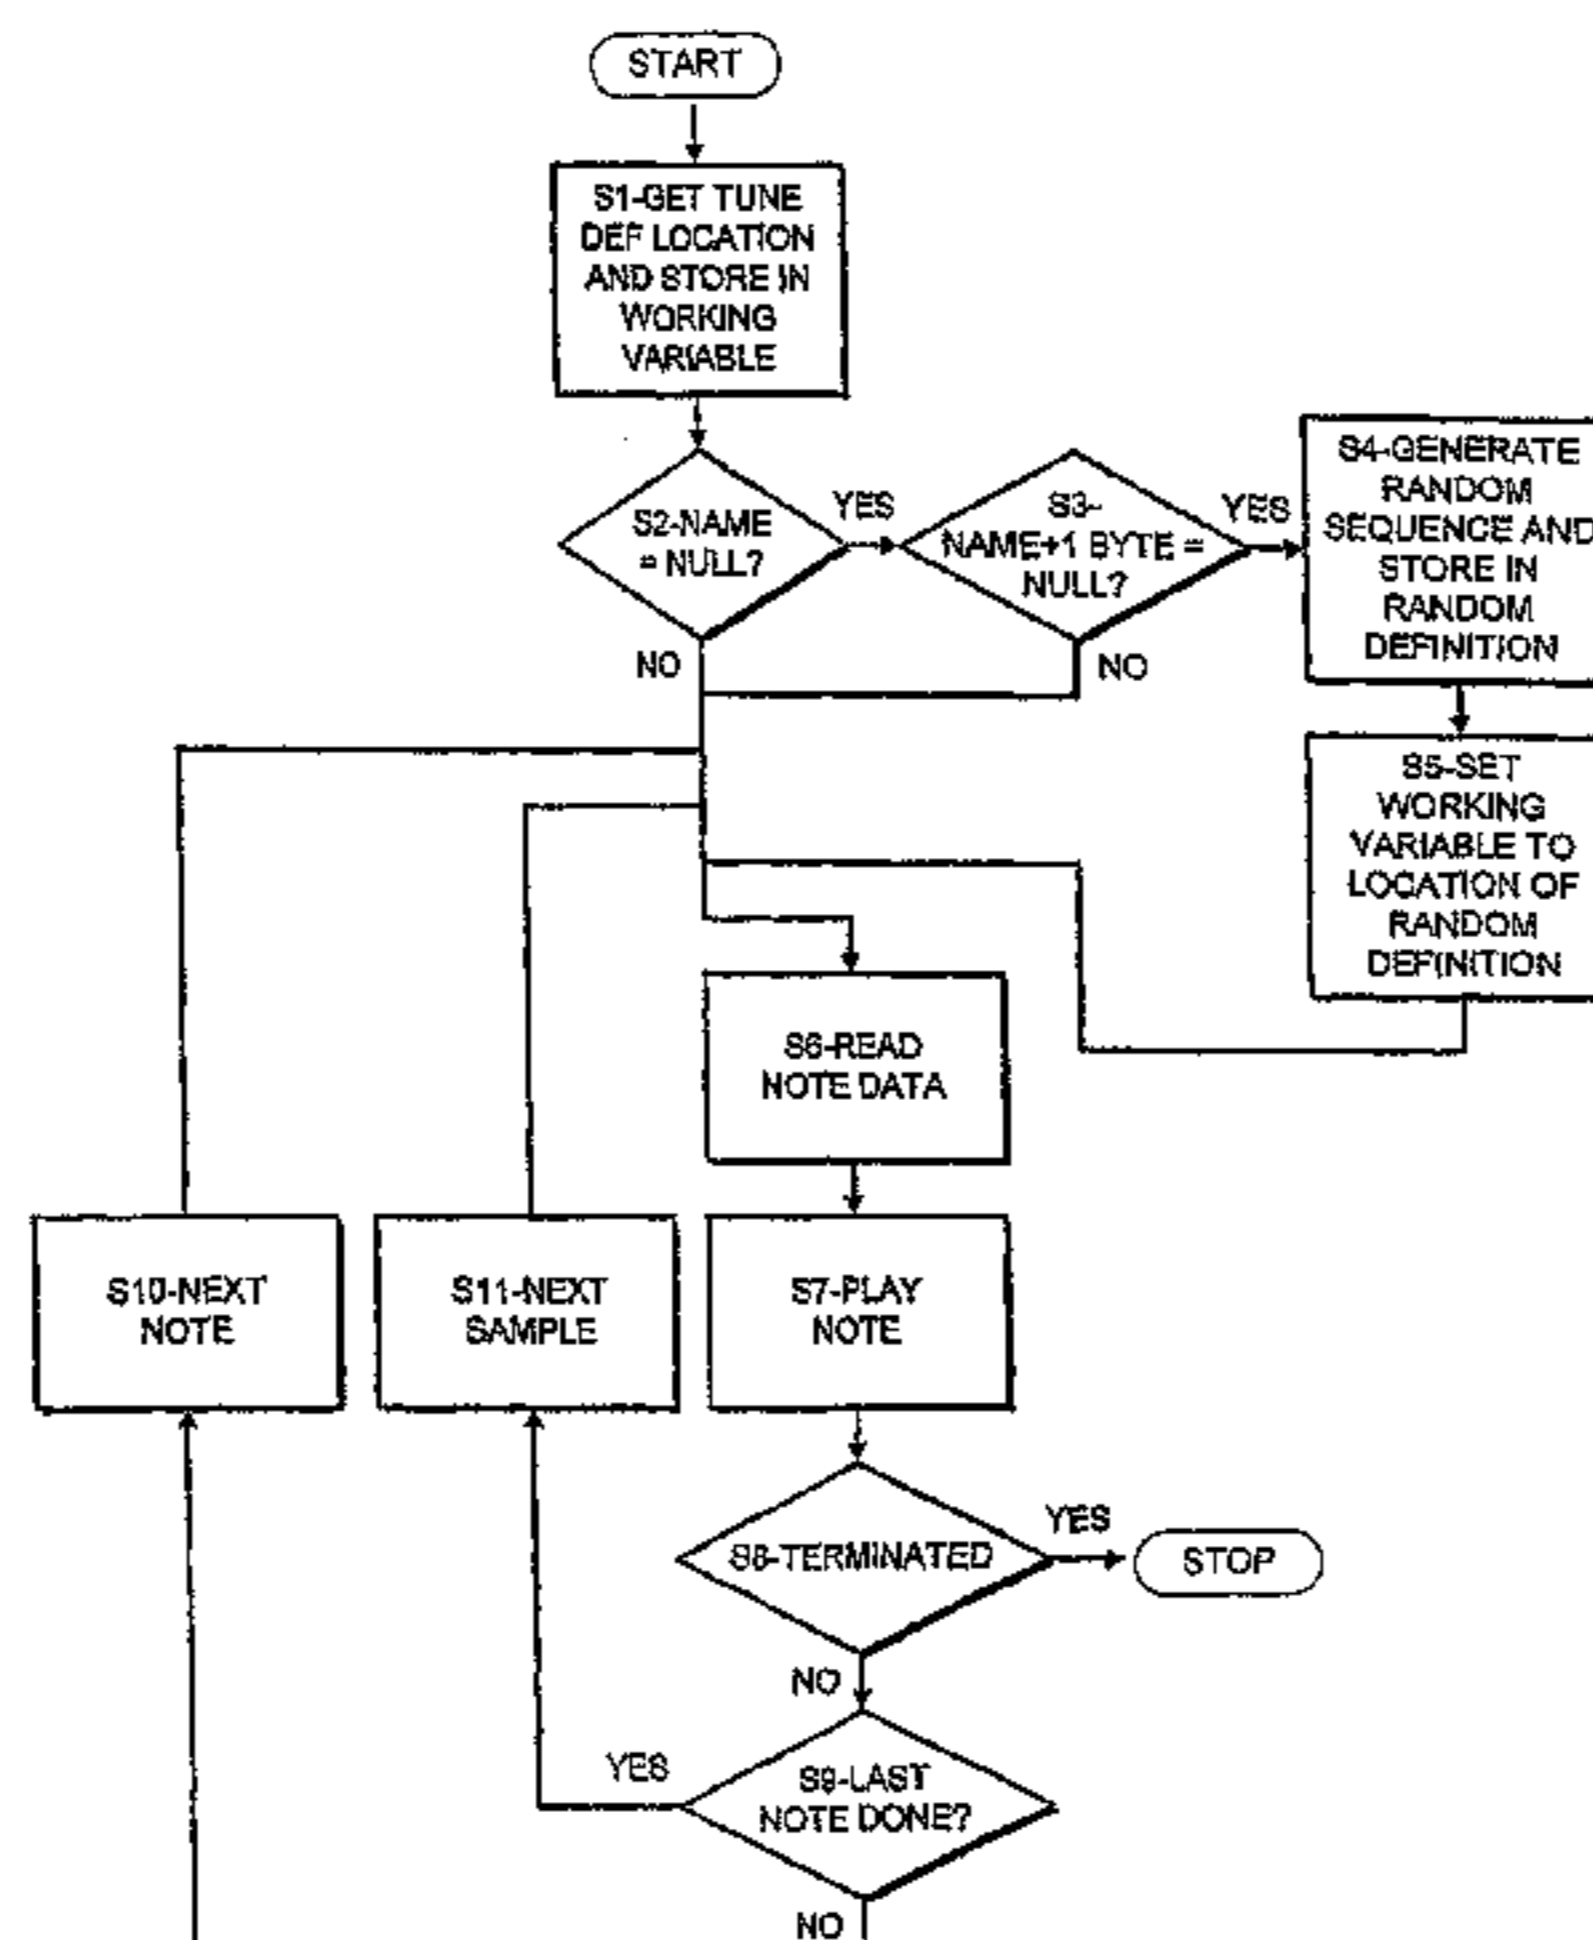 START
S1-GET TUNE
DEF LOCATION
AND STORE IN
WORKING
VARIABLE
S2-NAME
= NULL?
YES
S3-
NAME+1 BYTE =
NULL?
YES
S4-GENERATE
RANDOM
SEQUENCE AND
STORE IN
RANDOM
DEFINITION
NO
NO
S5-SET
WORKING
VARIABLE TO
LOCATION OF
RANDOM
DEFINITION
S6-READ
NOTE DATA
S10-NEXT
NOTE
S11-NEXT
SAMPLE
S7-PLAY
NOTE
S8-TERMINATED
YES
STOP
NO
YES
S9-LAST
NOTE DONE?
NO